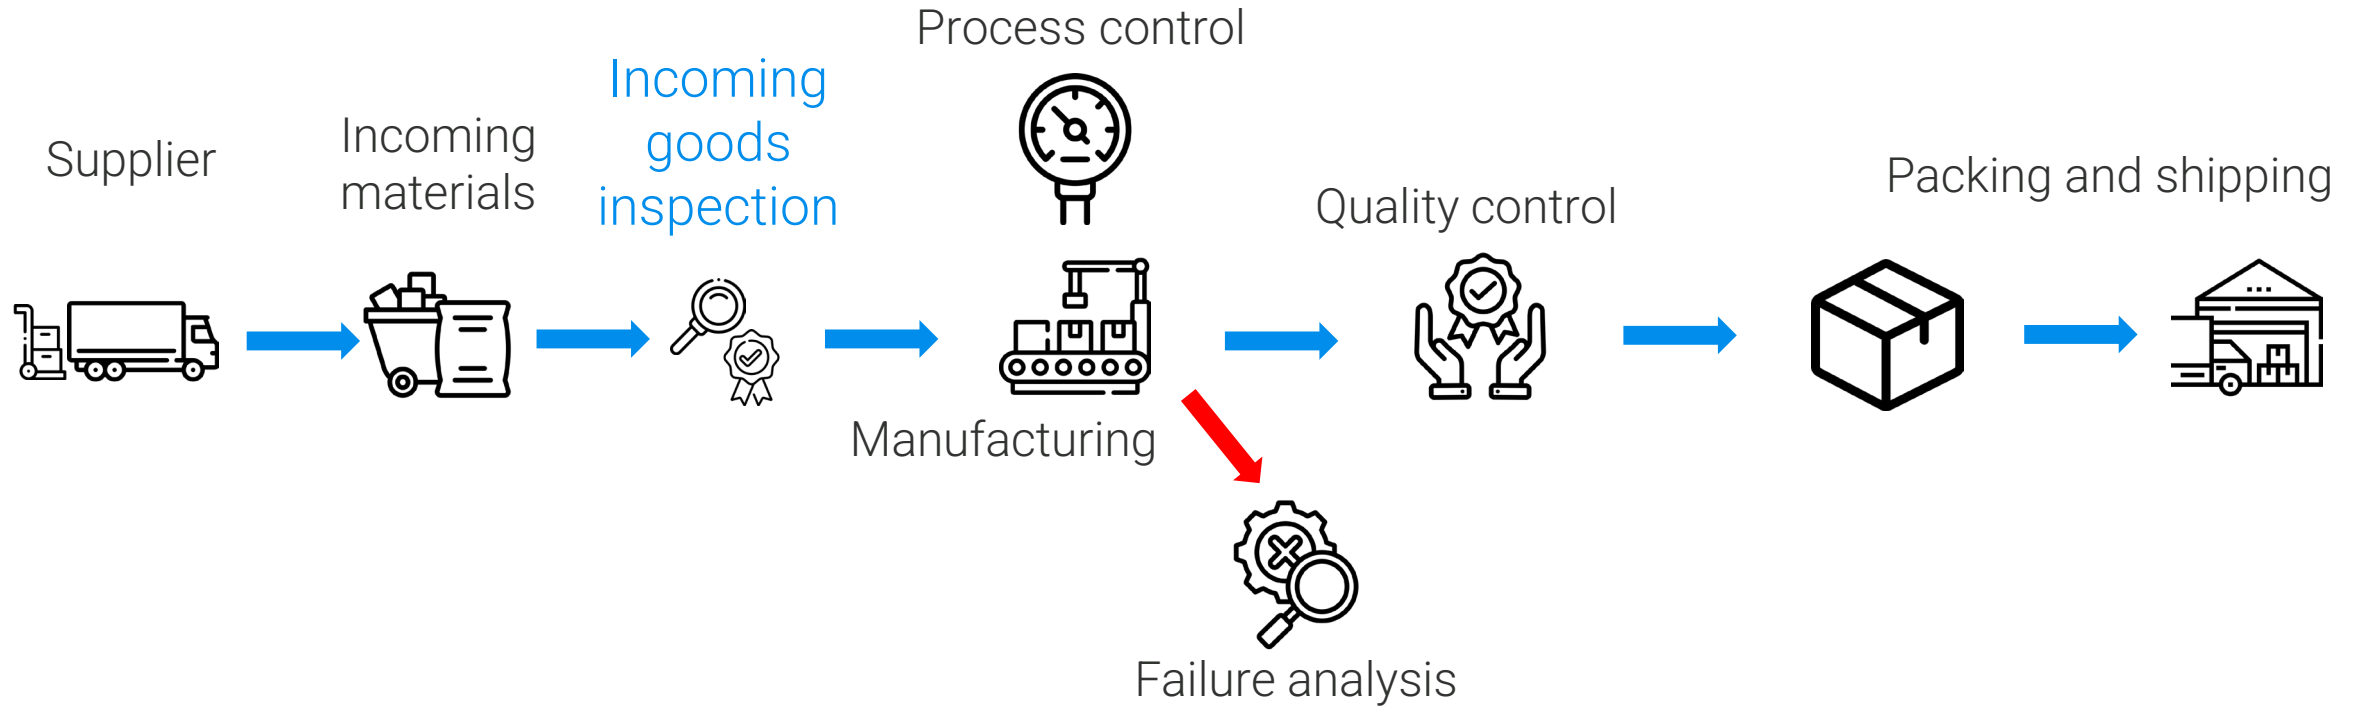 Supplier
Incoming
materials
Incoming
goods
inspection
Process control
Manufacturing
Failure analysis
Quality control
Packing and shipping